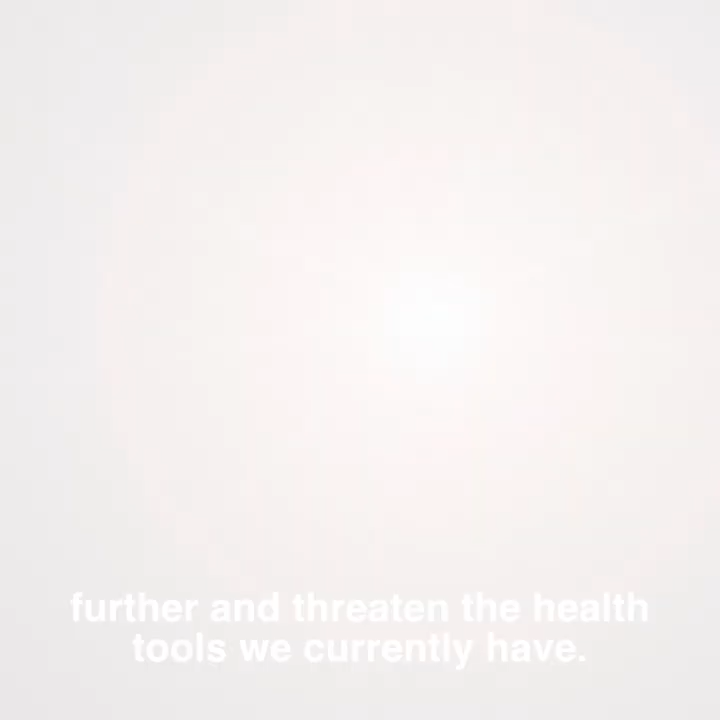 further and threaten the health
tools we currently have.